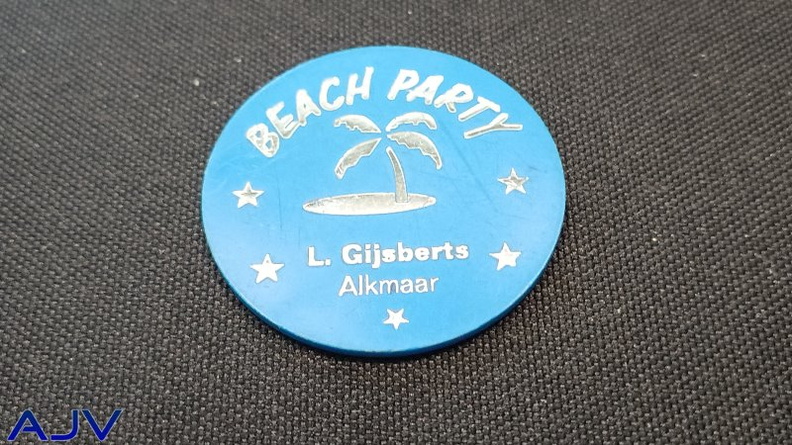 BEACH PARTY
L. Gijsberts
Alkmaar
AJV